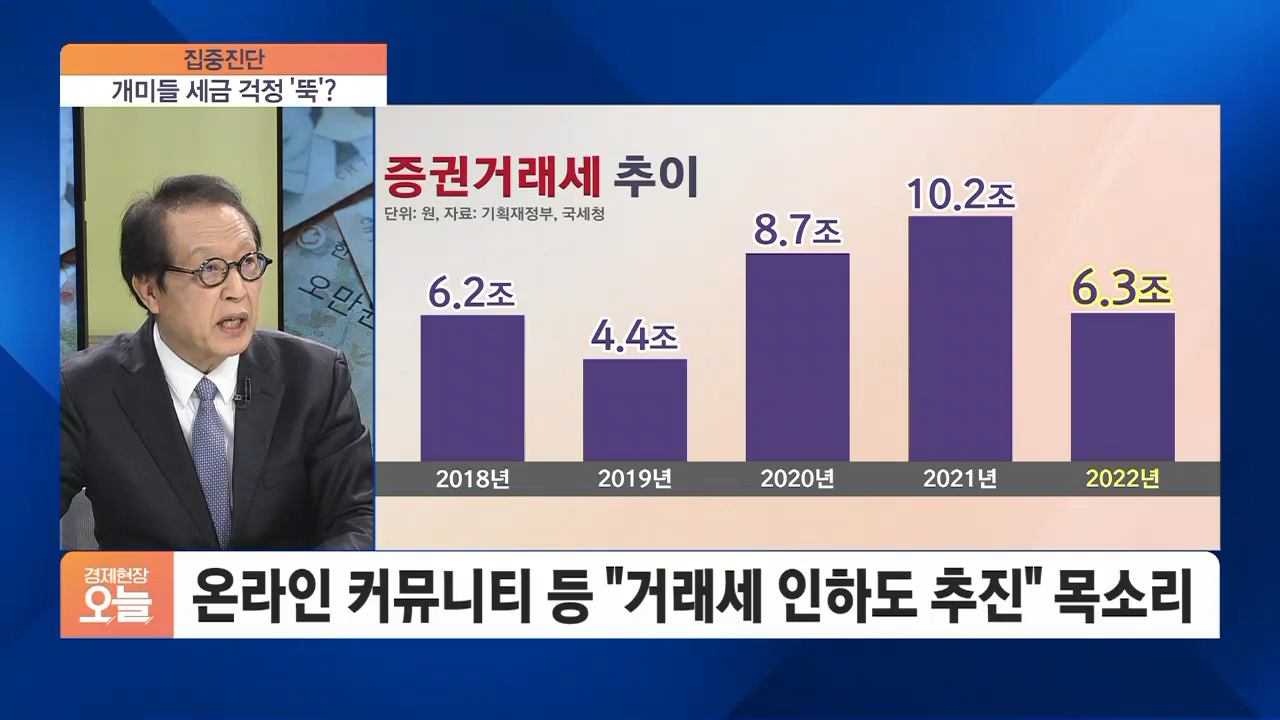 집중진단
개미들 세금 걱정 '뚝'?
증권거래세 추이
단위: 원, 자료: 기획재정부, 국세청
6.2조
4.4조
8.7조
10.2조
6.3조
2018년
2019년
2020년
2021년
2022년
오만원
경제현장
오늘
온라인 커뮤니티 등 "거래세 인하도 추진" 목소리